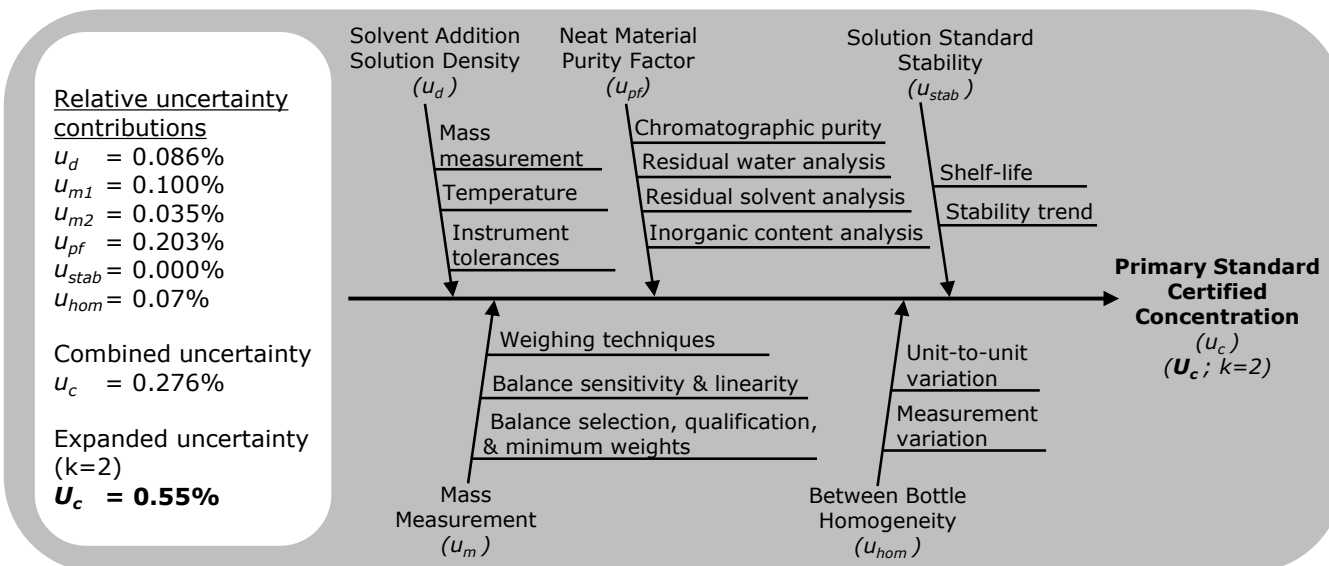 Relative uncertainty
contributions
u_d = 0.086%
u_m1 = 0.100%
u_m2 = 0.035%
u_pf = 0.203%
u_stab = 0.000%
u_hom = 0.07%
Combined uncertainty
u_c = 0.276%
Expanded uncertainty
(k=2)
U_c = 0.55%
Solvent Addition
Solution Density
(u_d)
Mass
measurement
Temperature
Instrument
tolerances
Neat Material
Purity Factor
(u_pf)
Chromatographic purity
Residual water analysis
Residual solvent analysis
Inorganic content analysis
Solution Standard
Stability
(u_stab)
Shelf-life
Stability trend
Weighing techniques
Balance sensitivity & linearity
Balance selection, qualification,
& minimum weights
Mass
Measurement
(u_m)
Unit-to-unit
variation
Measurement
variation
Between Bottle
Homogeneity
(u_hom)
Primary Standard
Certified
Concentration
(u_c)
(U_c; k=2)